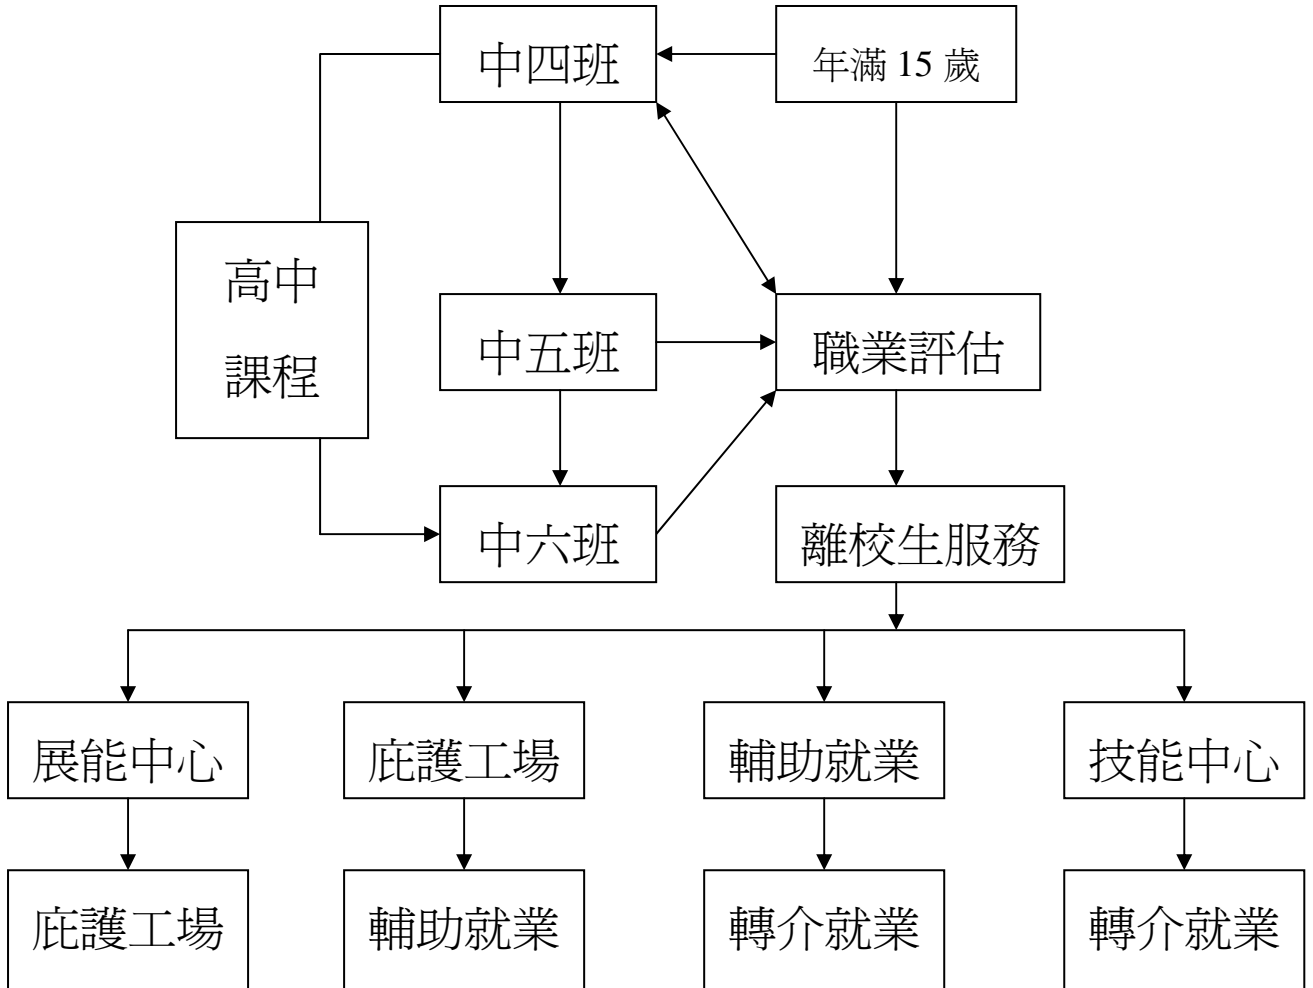 中四班
年滿 15 歲
高中
課程
中五班
職業評估
中六班
離校生服務
展能中心
庇護工場
輔助就業
技能中心
庇護工場
輔助就業
轉介就業
轉介就業